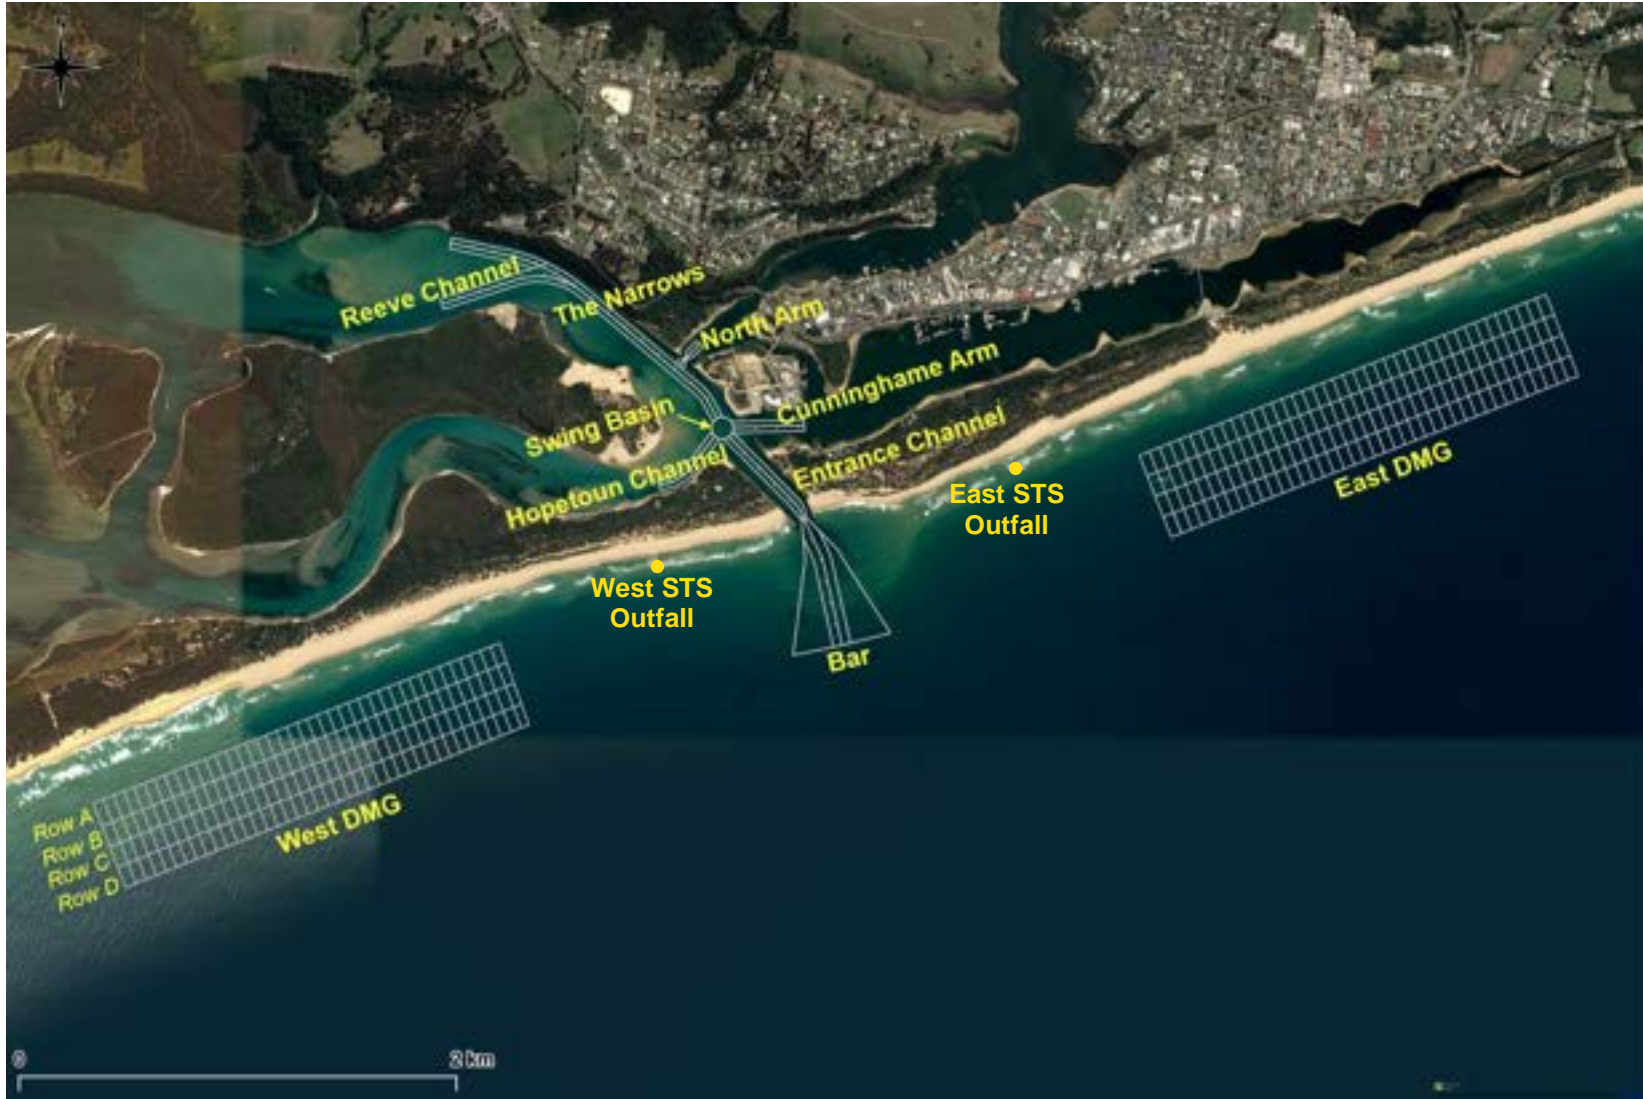 Reeve Channel
The Narrows
North Arm
Swing Basin
Cunninghame Arm
Hopetoun Channel
Entrance Channel
East STS
Outfall
East DMG
West STS
Outfall
Bar
Row A
Row B
Row C
Row D
West DMG
0
2 km